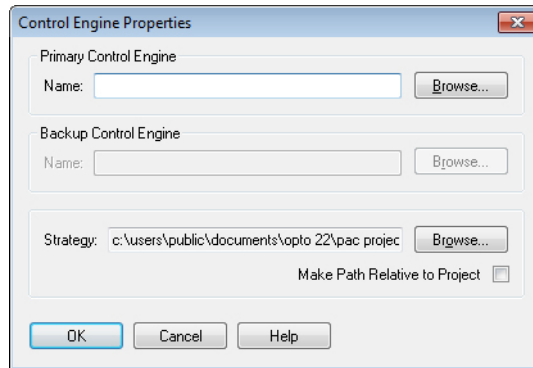 Control Engine Properties
Primary Control Engine
Name:
Browse...
Backup Control Engine
Name:
Browse...
Strategy: c:\users\public\documents\opto 22\pac projec Browse...
Make Path Relative to Project
OK Cancel Help